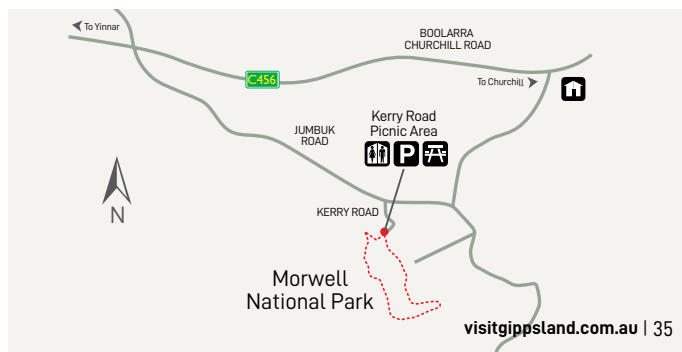 To Yinnar
BOOLARRA
CHURCHILL ROAD
C456
To Churchill
Kerry Road
Picnic Area
P
JUMBUK
ROAD
N
KERRY ROAD
Morwell
National Park
visitgippsland.com.au | 35